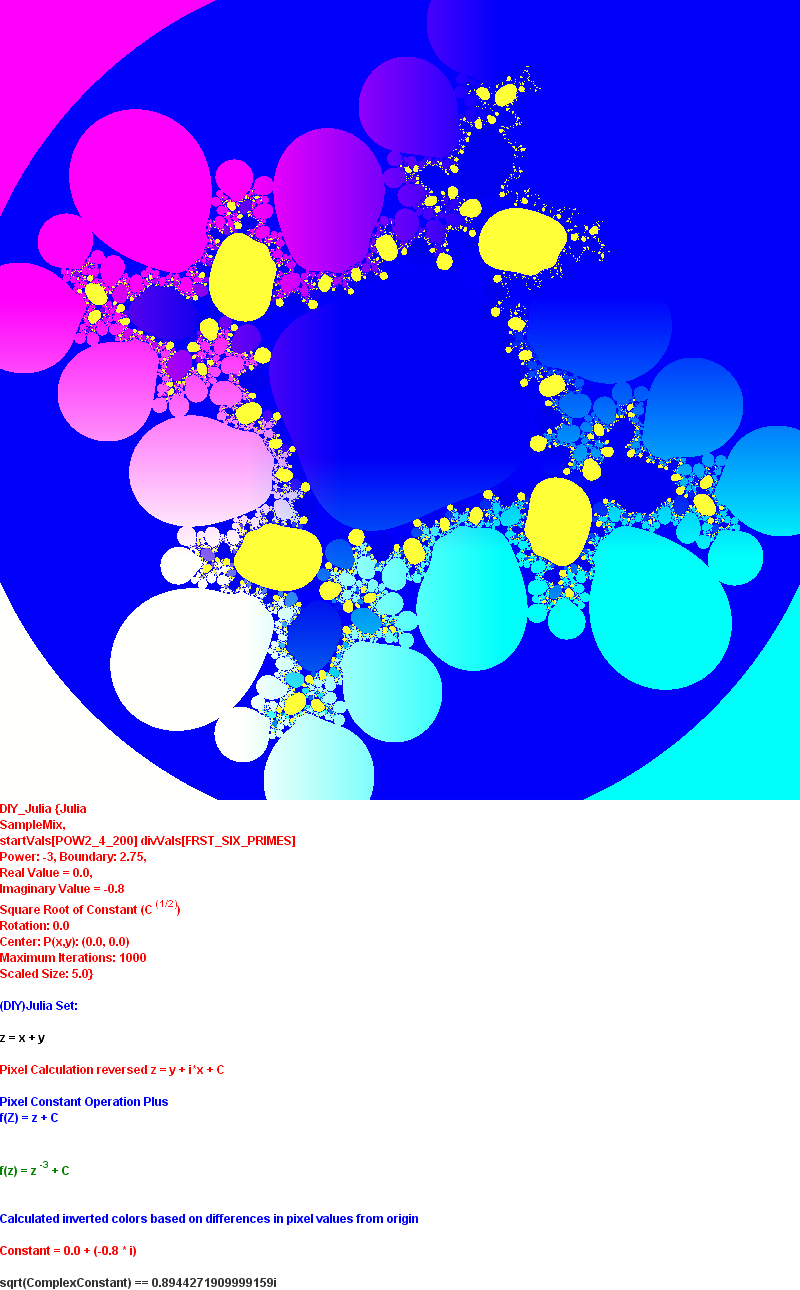 DIY_Julia {Julia
SampleMix,
startVals[POW2_4_200] divVals[FRST_SIX_PRIMES]
Power: -3, Boundary: 2.75,
Real Value = 0.0,
Imaginary Value = -0.8
Square Root of Constant (C (1/2))
Rotation: 0.0
Center: P(x,y): (0.0, 0.0)
Maximum Iterations: 1000
Scaled Size: 5.0}
(DIY)Julia Set:
z = x + y
Pixel Calculation reversed z = y + i*x + C
Pixel Constant Operation Plus
f(Z) = z + C
f(z) = z -3 + C
Calculated inverted colors based on differences in pixel values from origin
Constant = 0.0 + (-0.8 * i)
sqrt(ComplexConstant) == 0.8944271909999159i